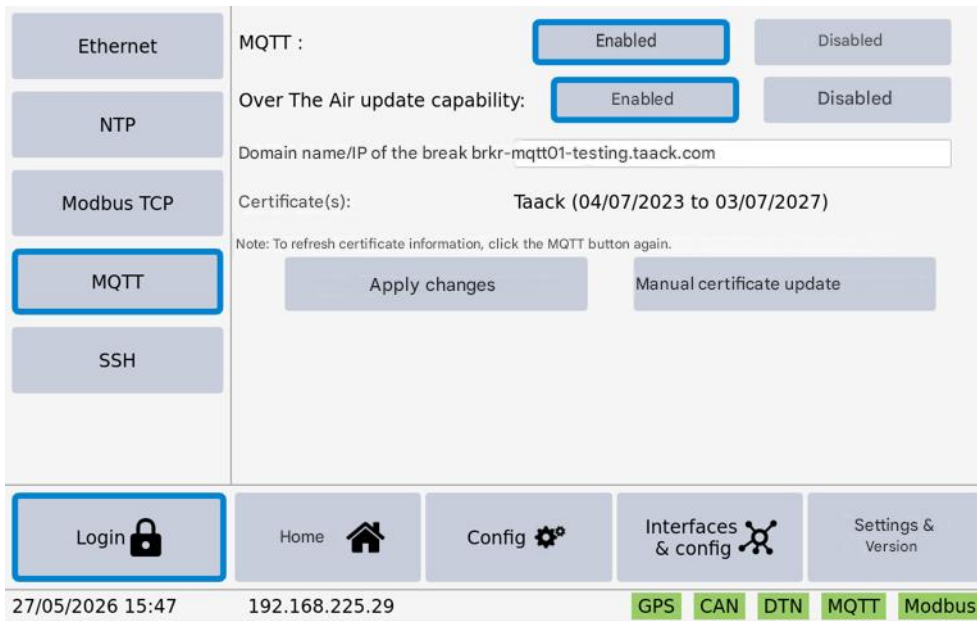 Ethernet
NTP
Modbus TCP
MQTT
SSH
MQTT :
Enabled
Disabled
Over The Air update capability:
Enabled
Disabled
Domain name/IP of the break brkr-mqtt01-testing.taack.com
Certificate(s):
Taack (04/07/2023 to 03/07/2027)
Note: To refresh certificate information, click the MQTT button again.
Apply changes
Manual certificate update
Login
Home
Config
Interfaces
& config
Settings &
Version
27/05/2026 15:47
192.168.225.29
GPS
CAN
DTN
MQTT
Modbus